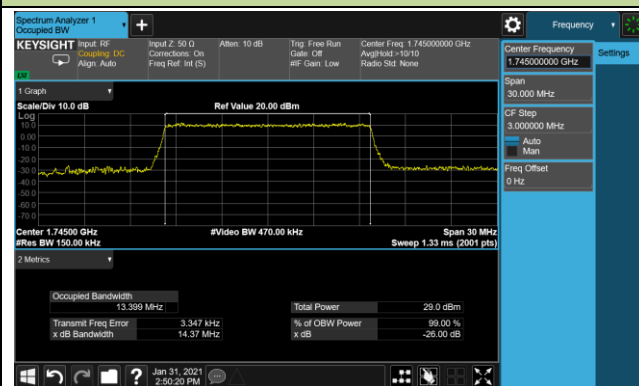 Spectrum Analyzer 1
Occupied BW
+
Frequency
KEYSIGHT
Input: RF
Coupling: DC
Align: Auto
Input Z: 50 Ω
Corrections: On
Freq Ref: Int (S)
Atten: 10 dB
Trig: Free Run
Gate: Off
#IF Gain: Low
Center Freq: 1.745000000 GHz
Avg|Hold:>10/10
Radio Std: None
1 Graph
Scale/Div 10.0 dB
Ref Value 20.00 dBm
Log
10.0
0.00
-10.0
-20.0
-30.0
-40.0
-50.0
-60.0
-70.0
Center 1.74500 GHz
#Video BW 470.00 kHz
Span 30 MHz
#Res BW 150.00 kHz
Sweep 1.33 ms (2001 pts)
2 Metrics
Occupied Bandwidth
13.399 MHz
Total Power 29.0 dBm
Transmit Freq Error 3.347 kHz
% of OBW Power 99.00 %
x dB Bandwidth 14.37 MHz
x dB -26.00 dB
Center Frequency
1.745000000 GHz
Settings
Span
30.000 MHz
CF Step
3.000000 MHz
Auto
Man
Freq Offset
0 Hz
?
Jan 31, 2021
2:50:20 PM